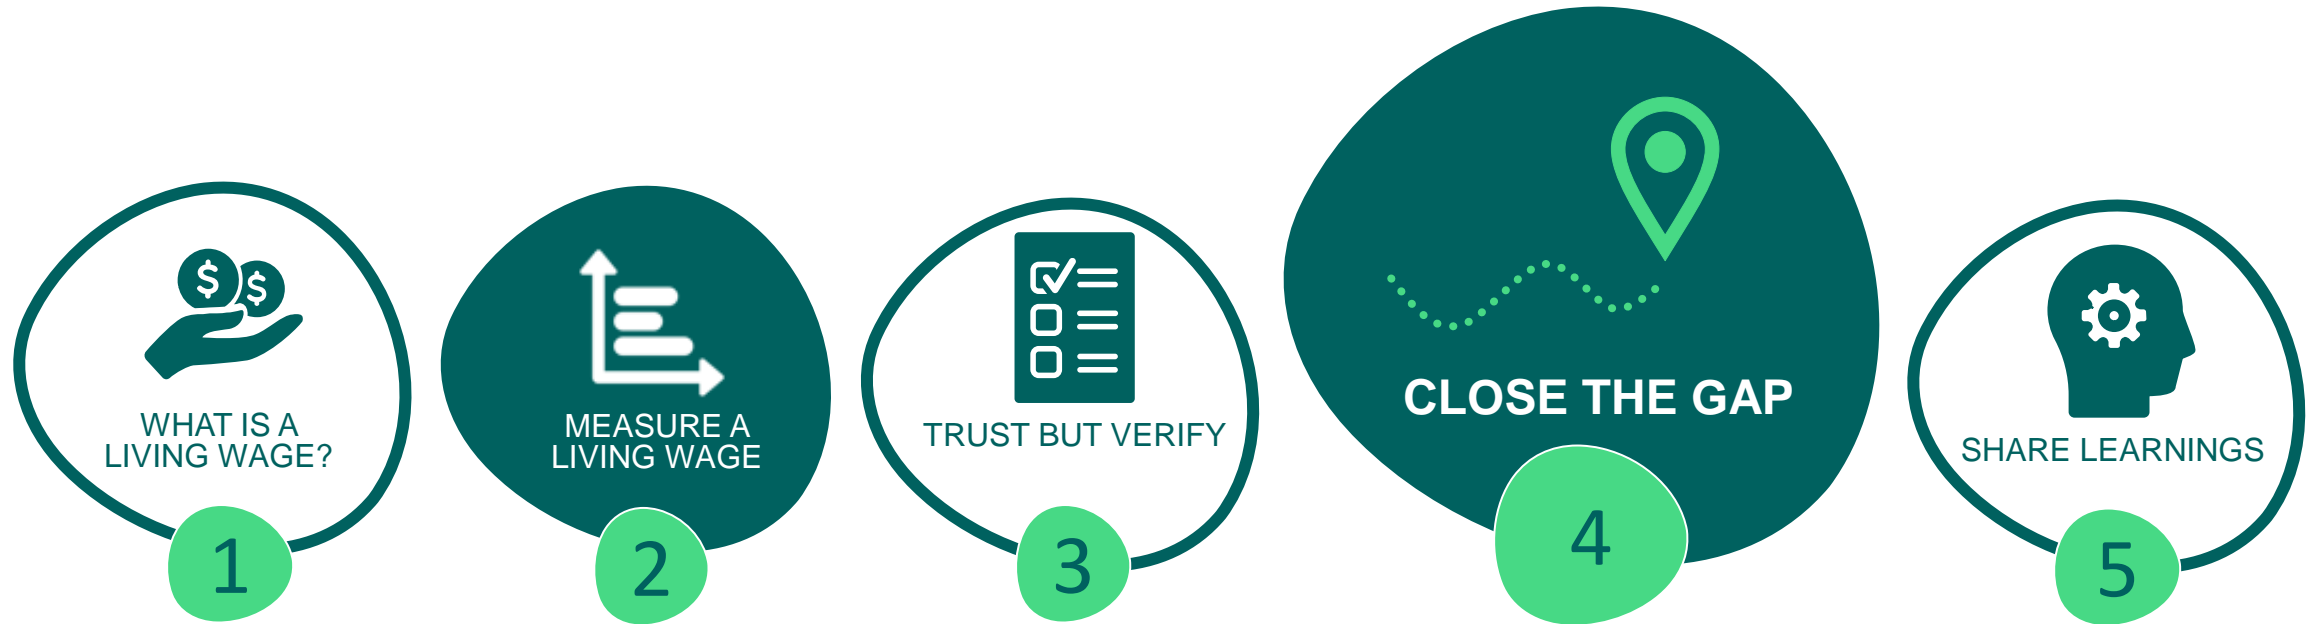 $ $
WHAT IS A
LIVING WAGE?
1
MEASURE A
LIVING WAGE
2
TRUST BUT VERIFY
3
CLOSE THE GAP
4
SHARE LEARNINGS
5